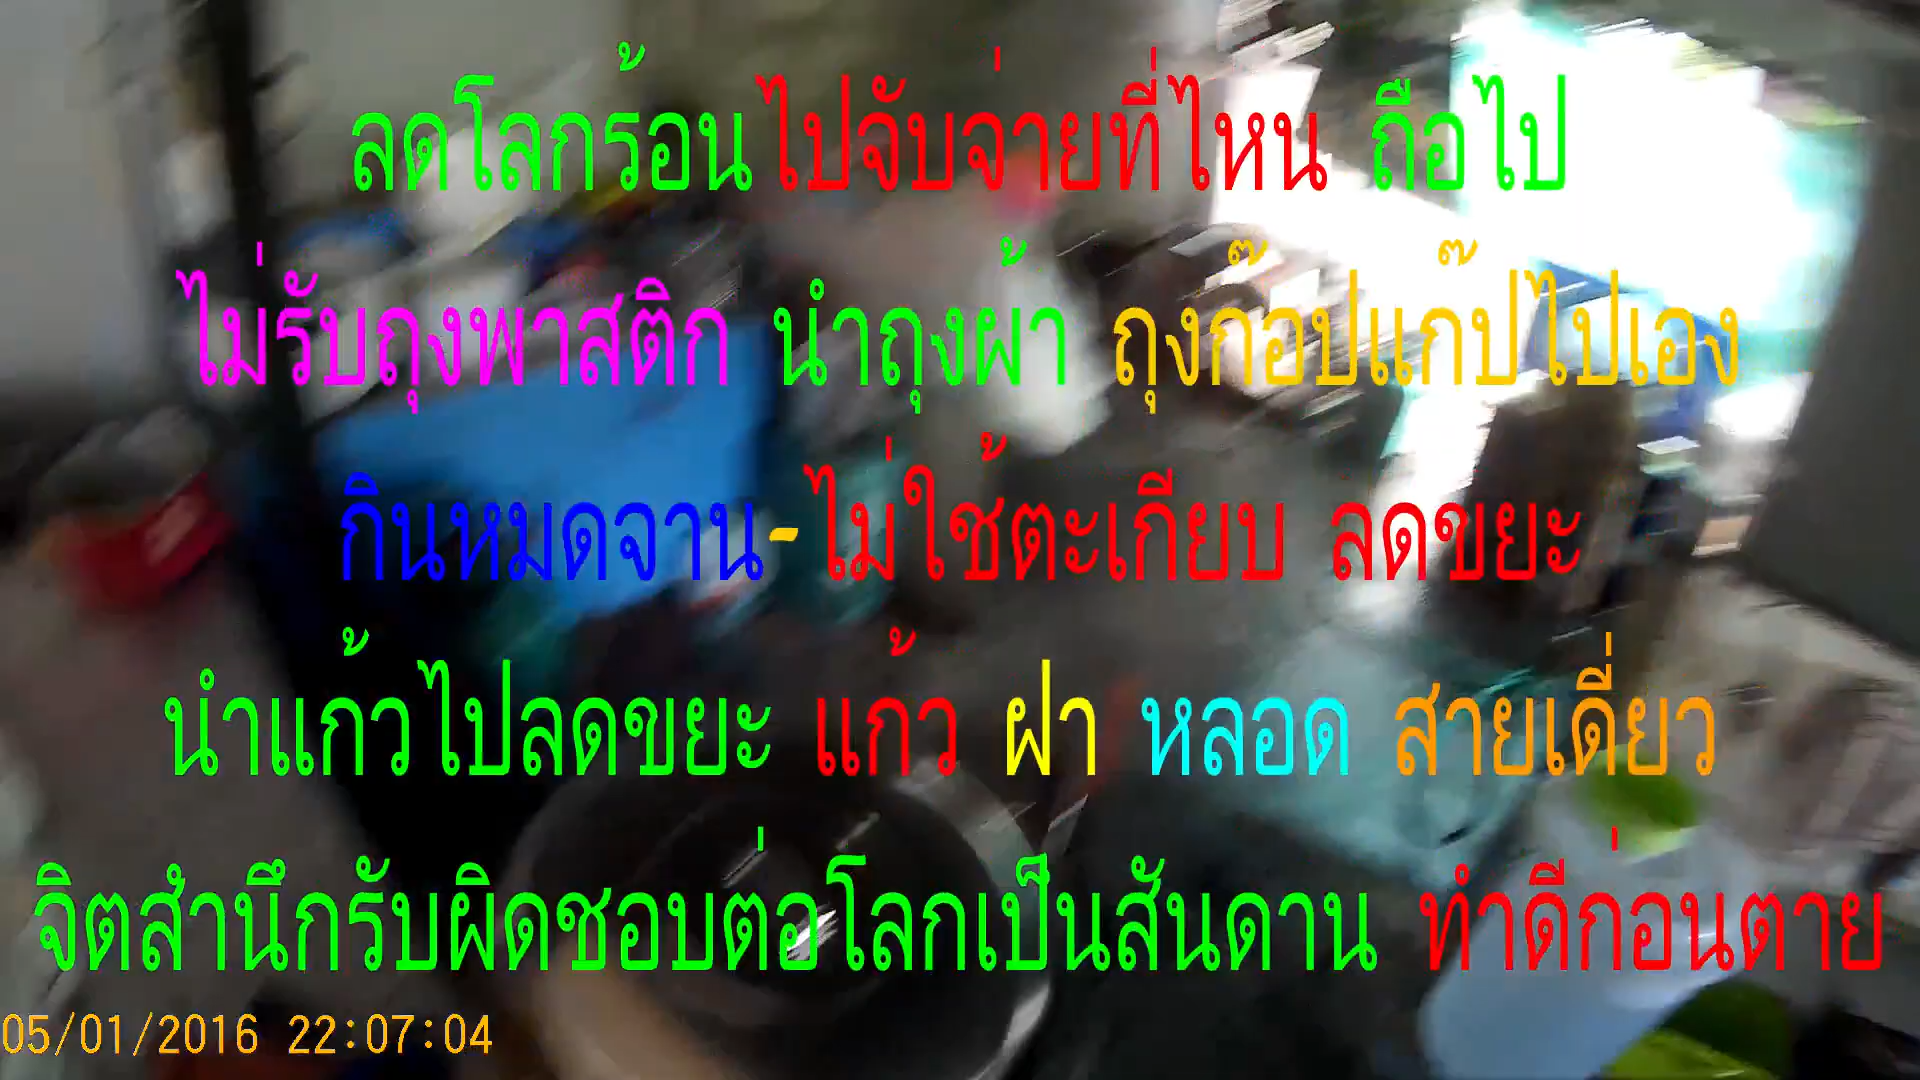 ลดโลกร้อนไปจับจ่ายที่ไหน ถือไป
ไม่รับถุงพาสติก นำถุงผ้า ถุงก๊อปแก๊ปไปเอง
กินหมดจาน-ไม่ใช้ตะเกียบ ลดขยะ
นำแก้วไปลดขยะ แก้ว ฝา หลอด สายเดี่ยว
จิตสำนึกรับผิดชอบต่อโลกเป็นสันดาน ทำดีก่อนตาย
05/01/2016 22:07:04